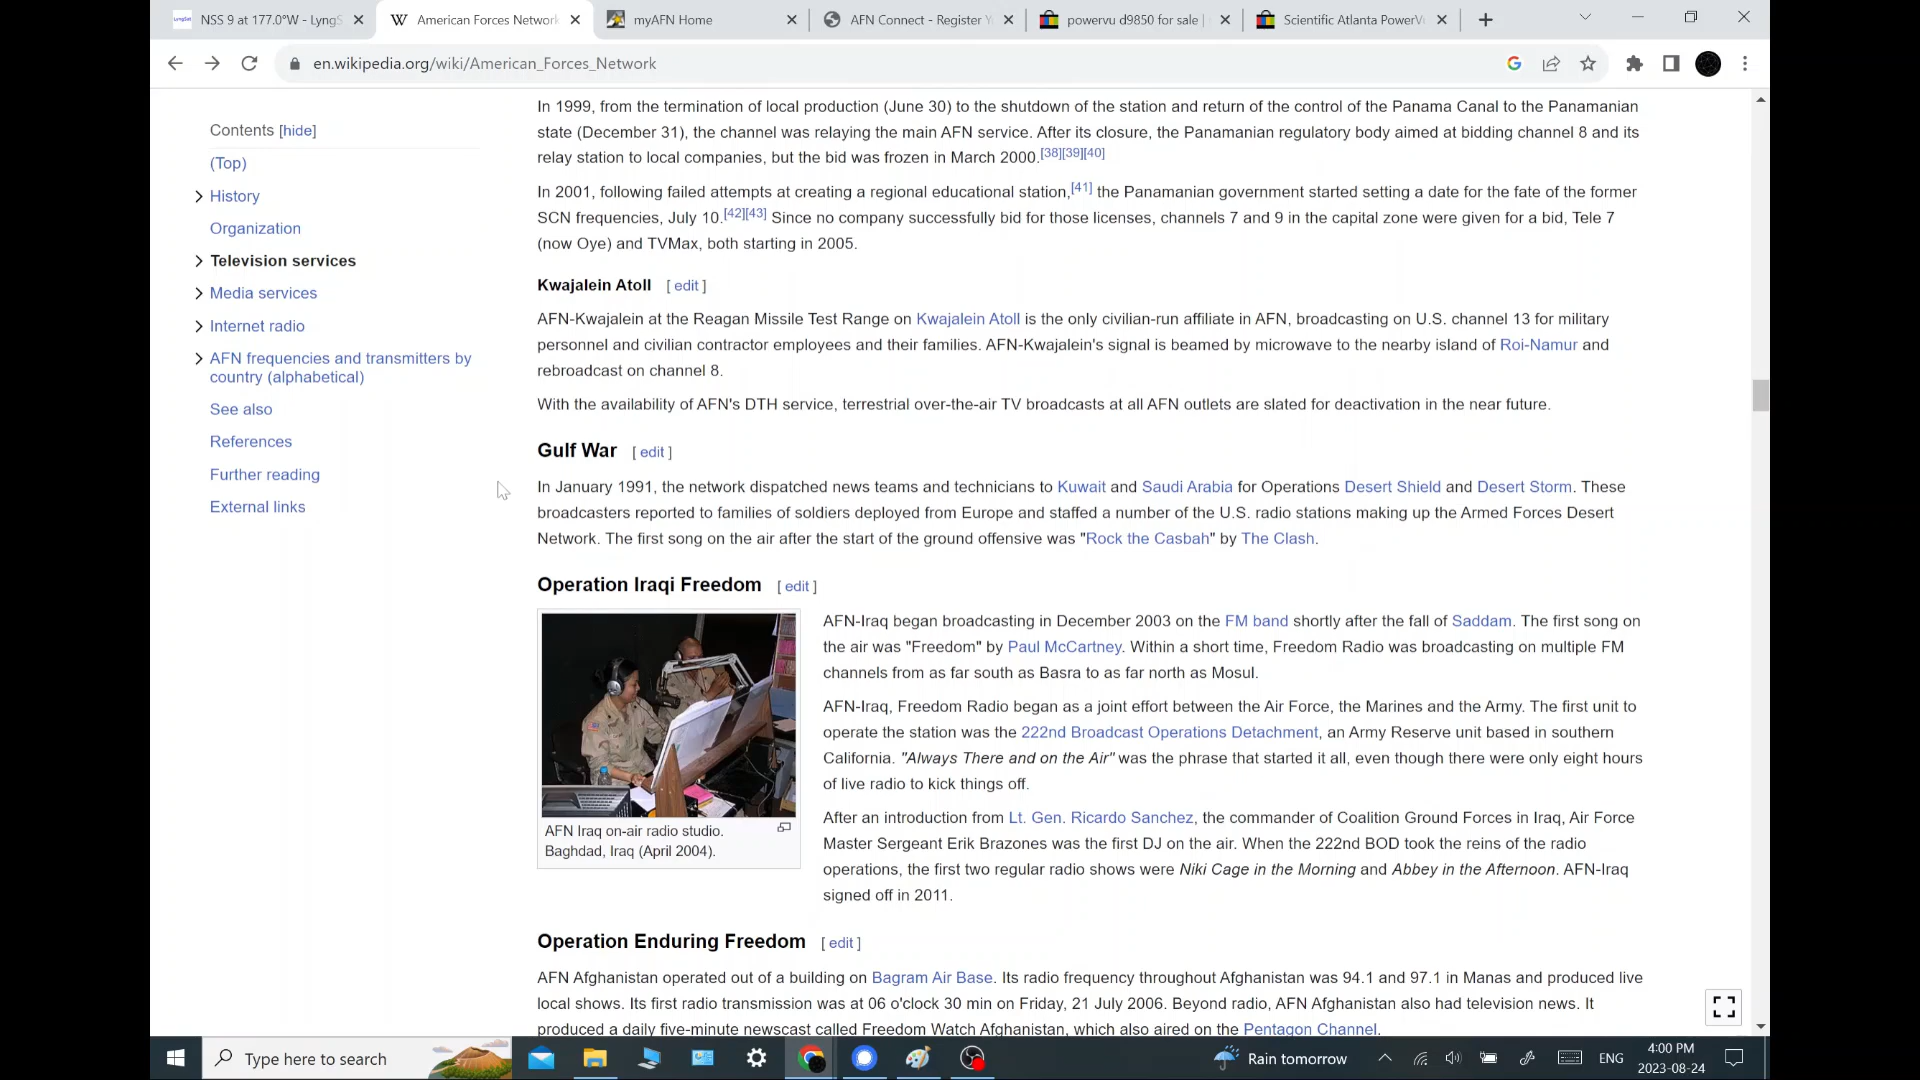 NSS 9 at 177.0°W - LyngS
American Forces Network
myAFN Home
AFN Connect - Register Y
powervu d9850 for sale |
Scientific Atlanta PowerV
en.wikipedia.org/wiki/American_Forces_Network
Contents [hide]
(Top)
History
Organization
Television services
Media services
Internet radio
AFN frequencies and transmitters by
country (alphabetical)
See also
References
Further reading
External links
In 1999, from the termination of local production (June 30) to the shutdown of the station and return of the control of the Panama Canal to the Panamanian
state (December 31), the channel was relaying the main AFN service. After its closure, the Panamanian regulatory body aimed at bidding channel 8 and its
relay station to local companies, but the bid was frozen in March 2000.[38][39][40]
In 2001, following failed attempts at creating a regional educational station,[41] the Panamanian government started setting a date for the fate of the former
SCN frequencies, July 10.[42][43] Since no company successfully bid for those licenses, channels 7 and 9 in the capital zone were given for a bid, Tele 7
(now Oye) and TVMax, both starting in 2005.
Kwajalein Atoll [ edit ]
AFN-Kwajalein at the Reagan Missile Test Range on Kwajalein Atoll is the only civilian-run affiliate in AFN, broadcasting on U.S. channel 13 for military
personnel and civilian contractor employees and their families. AFN-Kwajalein's signal is beamed by microwave to the nearby island of Roi-Namur and
rebroadcast on channel 8.
With the availability of AFN's DTH service, terrestrial over-the-air TV broadcasts at all AFN outlets are slated for deactivation in the near future.
Gulf War [ edit ]
In January 1991, the network dispatched news teams and technicians to Kuwait and Saudi Arabia for Operations Desert Shield and Desert Storm. These
broadcasters reported to families of soldiers deployed from Europe and staffed a number of the U.S. radio stations making up the Armed Forces Desert
Network. The first song on the air after the start of the ground offensive was "Rock the Casbah" by The Clash.
Operation Iraqi Freedom [ edit ]
AFN Iraq on-air radio studio.
Baghdad, Iraq (April 2004).
AFN-Iraq began broadcasting in December 2003 on the FM band shortly after the fall of Saddam. The first song on
the air was "Freedom" by Paul McCartney. Within a short time, Freedom Radio was broadcasting on multiple FM
channels from as far south as Basra to as far north as Mosul.
AFN-Iraq, Freedom Radio began as a joint effort between the Air Force, the Marines and the Army. The first unit to
operate the station was the 222nd Broadcast Operations Detachment, an Army Reserve unit based in southern
California. "Always There and on the Air" was the phrase that started it all, even though there were only eight hours
of live radio to kick things off.
After an introduction from Lt. Gen. Ricardo Sanchez, the commander of Coalition Ground Forces in Iraq, Air Force
Master Sergeant Erik Brazones was the first DJ on the air. When the 222nd BOD took the reins of the radio
operations, the first two regular radio shows were Niki Cage in the Morning and Abbey in the Afternoon. AFN-Iraq
signed off in 2011.
Operation Enduring Freedom [ edit ]
AFN Afghanistan operated out of a building on Bagram Air Base. Its radio frequency throughout Afghanistan was 94.1 and 97.1 in Manas and produced live
local shows. Its first radio transmission was at 06 o'clock 30 min on Friday, 21 July 2006. Beyond radio, AFN Afghanistan also had television news. It
produced a daily five-minute newscast called Freedom Watch Afghanistan, which also aired on the Pentagon Channel.
Type here to search
Rain tomorrow
ENG
4:00 PM
2023-08-24